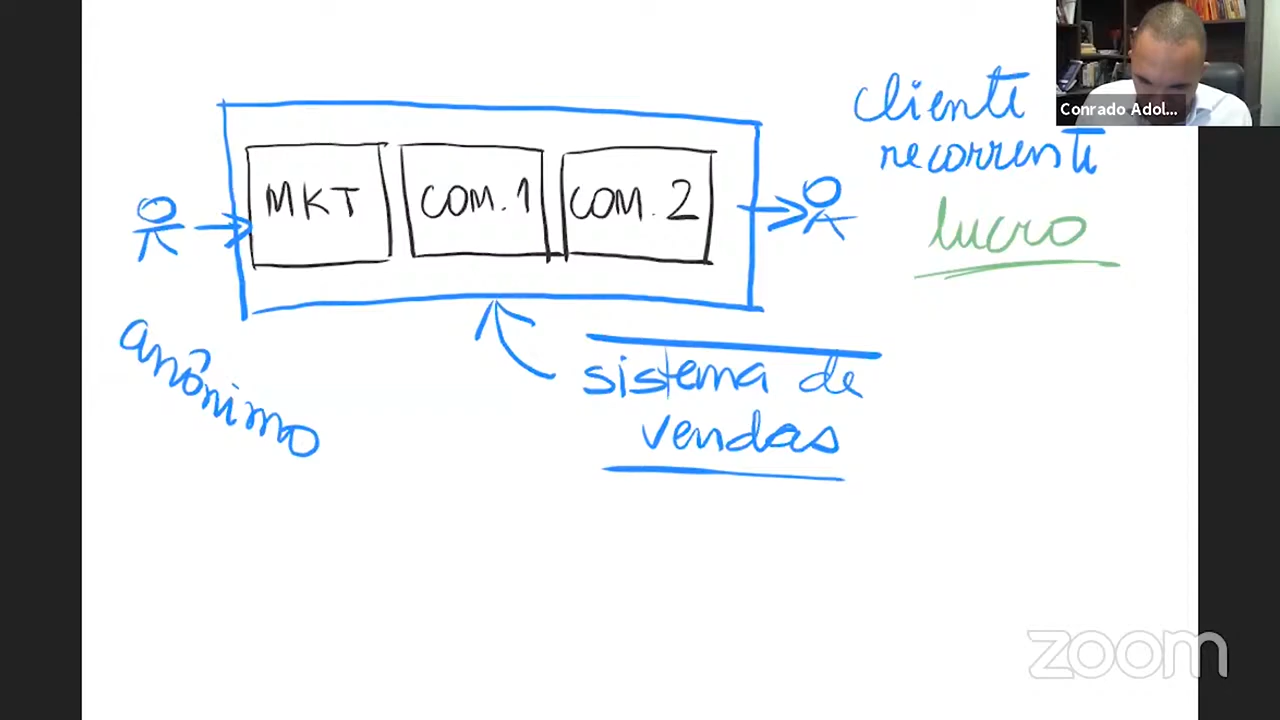 cliente
recorrente
lucro
MKT
COM. 1
COM. 2
anônimo
sistema de
vendas
Conrado Adol...
zoom